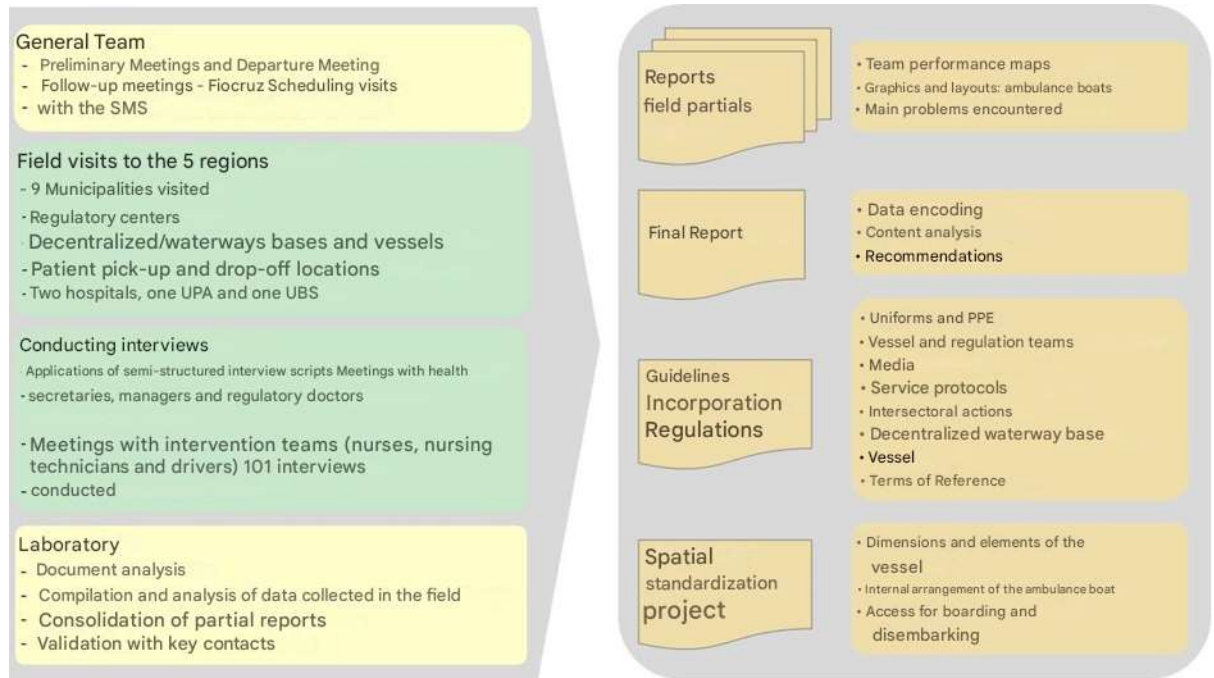 General Team
- Preliminary Meetings and Departure Meeting
- Follow-up meetings - Fiocruz Scheduling visits
- with the SMS
Field visits to the 5 regions
- 9 Municipalities visited
- Regulatory centers
- Decentralized/waterways bases and vessels
- Patient pick-up and drop-off locations
- Two hospitals, one UPA and one UBS
Conducting interviews
Applications of semi-structured interview scripts Meetings with health
- secretaries, managers and regulatory doctors
- Meetings with intervention teams (nurses, nursing
technicians and drivers) 101 interviews
- conducted
Laboratory
- Document analysis
- Compilation and analysis of data collected in the field
- Consolidation of partial reports
- Validation with key contacts
Reports
field partials
• Team performance maps
• Graphics and layouts: ambulance boats
• Main problems encountered
Final Report
• Data encoding
• Content analysis
• Recommendations
Guidelines
Incorporation
Regulations
• Uniforms and PPE
• Vessel and regulation teams
• Media
• Service protocols
• Intersectoral actions
• Decentralized waterway base
• Vessel
• Terms of Reference
Spatial
standardization
project
• Dimensions and elements of the
vessel
• Internal arrangement of the ambulance boat
• Access for boarding and
disembarking